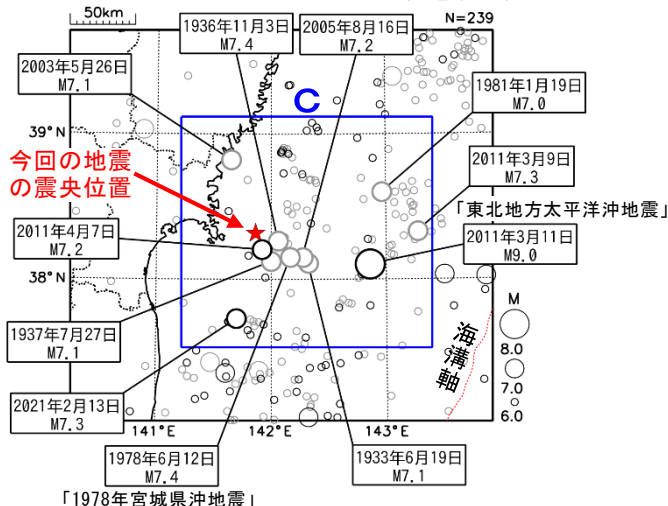 50km
N=239
1936年11月3日
M7.4
2005年8月16日
M7.2
2003年5月26日
M7.1
C
1981年1月19日
M7.0
39°N
今回の地震
の震央位置
2011年3月9日
M7.3
「東北地方太平洋沖地震」
2011年4月7日
M7.2
2011年3月11日
M9.0
38°N
M
8.0
7.0
6.0
海溝軸
1937年7月27日
M7.1
2021年2月13日
M7.3
141°E
142°E
143°E
1978年6月12日
M7.4
1933年6月19日
M7.1
「1978年宮城県沖地震」